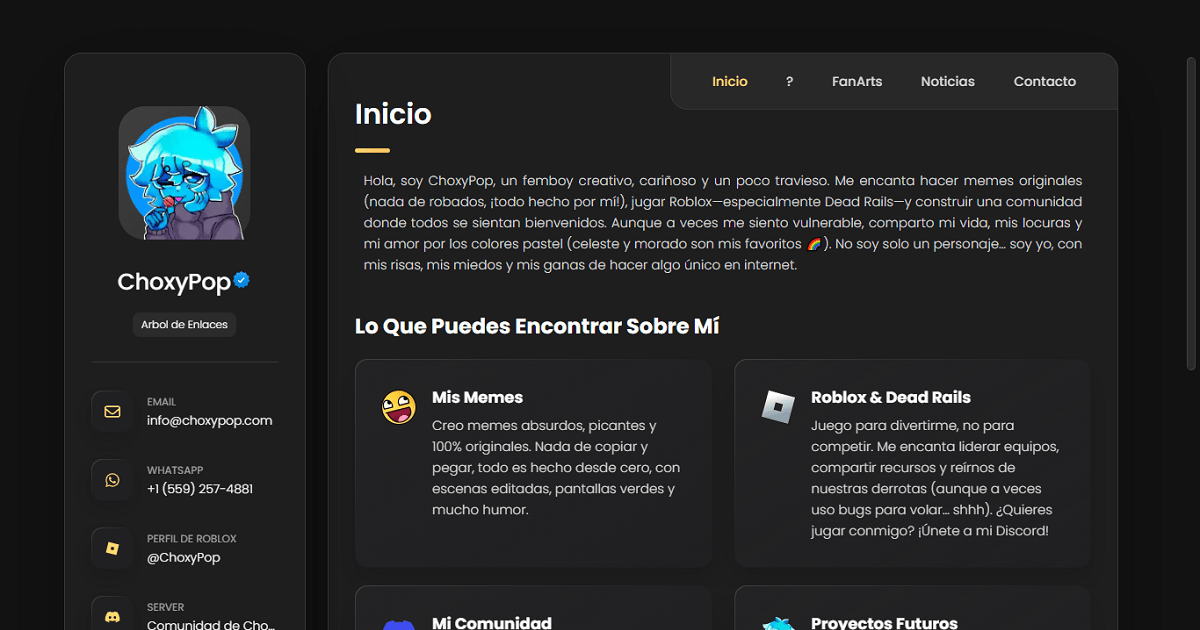 ChoxyPop
Arbol de Enlaces
EMAIL
info@choxypop.com
WHATSAPP
+1 (559) 257-4881
PERFIL DE ROBLOX
@ChoxyPop
SERVER
Comunidad de Cho...
Inicio
?
FanArts
Noticias
Contacto
Inicio
Hola, soy ChoxyPop, un femboy creativo, cariñoso y un poco travieso. Me encanta hacer memes originales
(nada de robados, ¡todo hecho por mí!), jugar Roblox—especialmente Dead Rails—y construir una comunidad
donde todos se sientan bienvenidos. Aunque a veces me siento vulnerable, comparto mi vida, mis locuras y
mi amor por los colores pastel (celeste y morado son mis favoritos 🌈). No soy solo un personaje… soy yo, con
mis risas, mis miedos y mis ganas de hacer algo único en internet.
Lo Que Puedes Encontrar Sobre Mí
Mis Memes
Creo memes absurdos, picantes y
100% originales. Nada de copiar y
pegar, todo es hecho desde cero, con
escenas editadas, pantallas verdes y
mucho humor.
Roblox & Dead Rails
Juego para divertirme, no para
competir. Me encanta liderar equipos,
compartir recursos y reírnos de
nuestras derrotas (aunque a veces
uso bugs para volar… shhh). ¿Quieres
jugar conmigo? ¡Únete a mi Discord!
Mi Comunidad
Proyectos Futuros